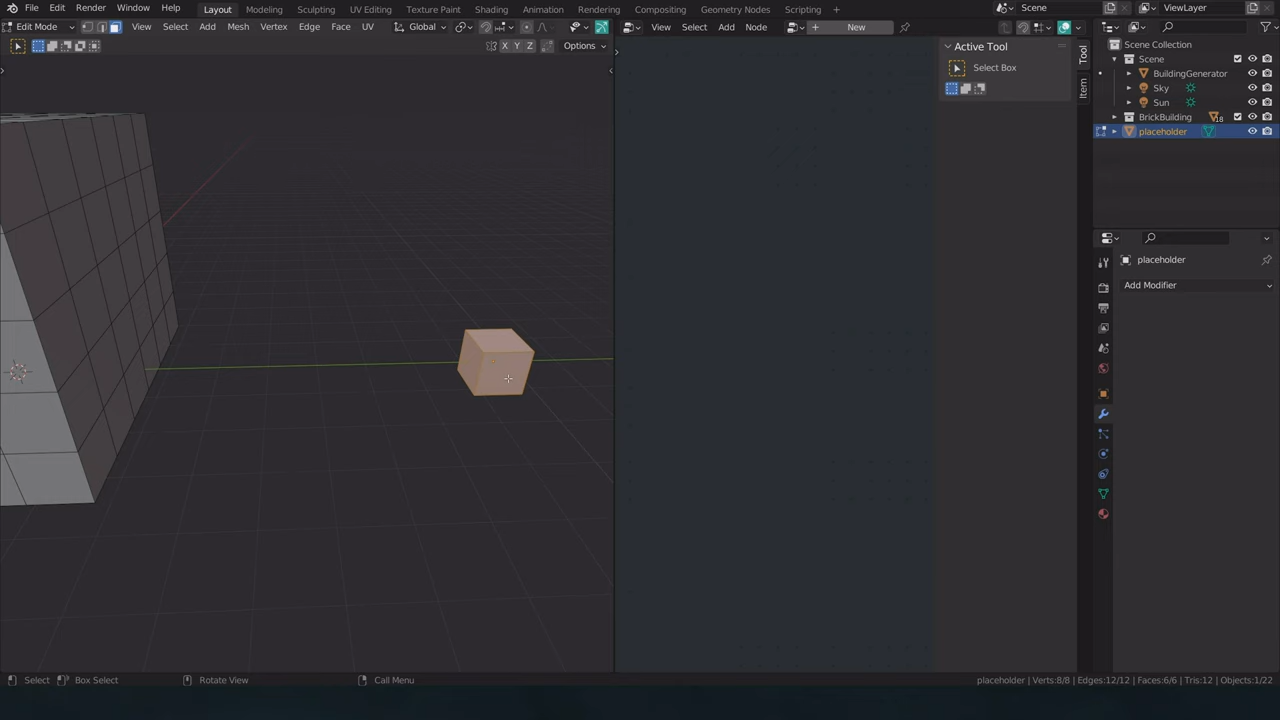 File Edit Render Window Help Layout Modeling Sculpting UV Editing Texture Paint Shading Animation Rendering Compositing Geometry Nodes Scripting Scene ViewLayer
Edit Mode View Select Add Mesh Vertex Edge Face UV Global View Select Add Node New
X Y Z Options
Active Tool
Select Box
Tool
Item
Scene Collection
Scene
BuildingGenerator
Sky
Sun
BrickBuilding 18
placeholder
placeholder
Add Modifier
Select Box Select Rotate View Call Menu placeholder | Verts:8/8 | Edges:12/12 | Faces:6/6 | Tris:12 | Objects:1/22